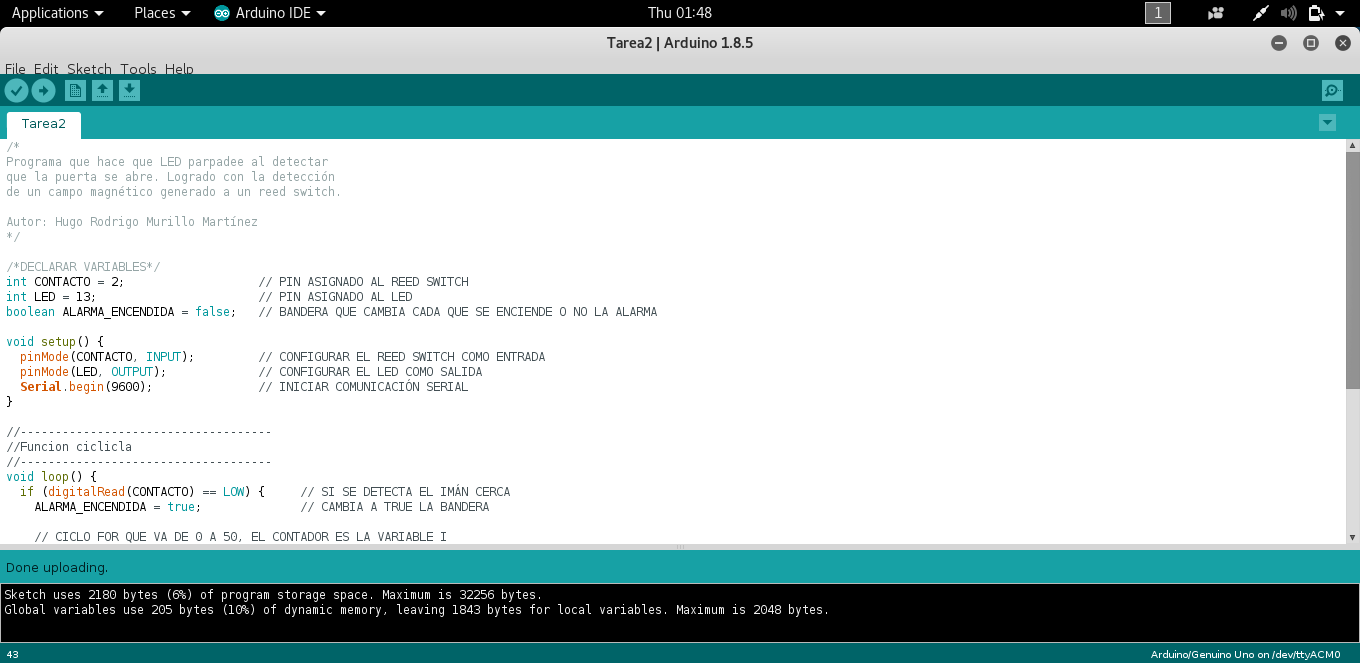 Applications Places Arduino IDE Thu 01:48 1
Tarea2 | Arduino 1.8.5
File Edit Sketch Tools Help
Tarea2
/*
Programa que hace que LED parpadee al detectar
que la puerta se abre. Logrado con la detección
de un campo magnético generado a un reed switch.
Autor: Hugo Rodrigo Murillo Martínez
*/
/*DECLARAR VARIABLES*/
int CONTACTO = 2; // PIN ASIGNADO AL REED SWITCH
int LED = 13; // PIN ASIGNADO AL LED
boolean ALARMA_ENCENDIDA = false; // BANDERA QUE CAMBIA CADA QUE SE ENCIENDE O NO LA ALARMA
void setup() {
pinMode(CONTACTO, INPUT); // CONFIGURAR EL REED SWITCH COMO ENTRADA
pinMode(LED, OUTPUT); // CONFIGURAR EL LED COMO SALIDA
Serial.begin(9600); // INICIAR COMUNICACIÓN SERIAL
}
//------------------------------------
//Funcion ciclicla
//------------------------------------
void loop() {
if (digitalRead(CONTACTO) == LOW) { // SI SE DETECTA EL IMÁN CERCA
ALARMA_ENCENDIDA = true; // CAMBIA A TRUE LA BANDERA
// CICLO FOR QUE VA DE 0 A 50, EL CONTADOR ES LA VARIABLE I
Done uploading.
Sketch uses 2180 bytes (6%) of program storage space. Maximum is 32256 bytes.
Global variables use 205 bytes (10%) of dynamic memory, leaving 1843 bytes for local variables. Maximum is 2048 bytes.
43 Arduino/Genuino Uno on /dev/ttyACM0